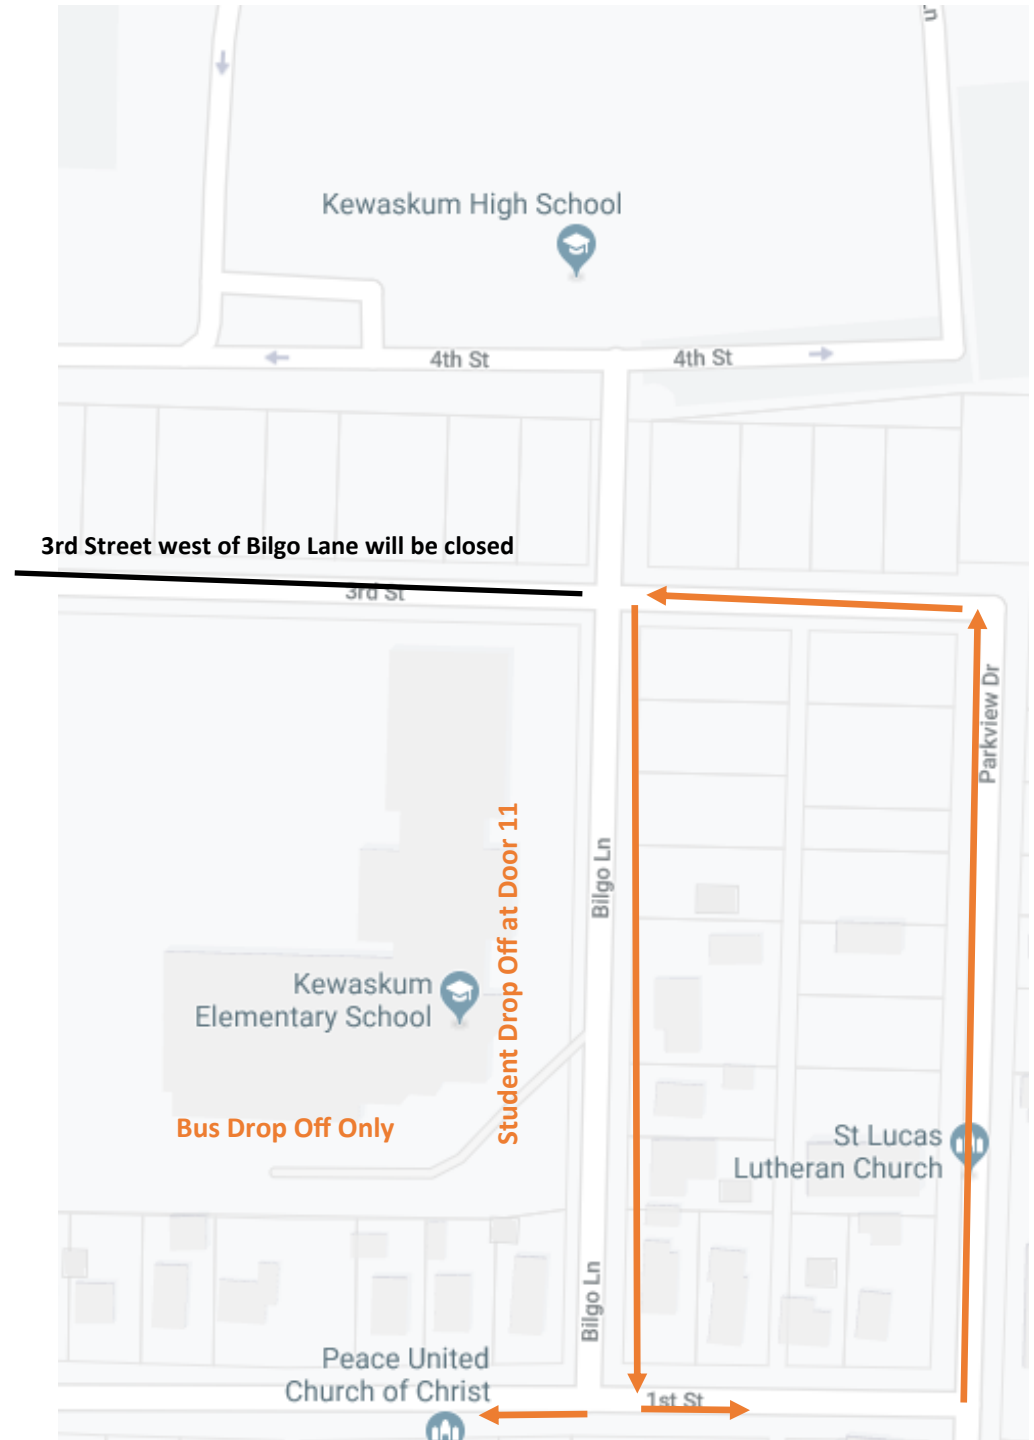 Ln
Kewaskum High School
4th St
4th St
3rd Street west of Bilgo Lane will be closed
3rd St
Parkview Dr
Student Drop Off at Door 11
Bilgo Ln
Kewaskum
Elementary School
Bus Drop Off Only
St Lucas
Lutheran Church
Bilgo Ln
Peace United
Church of Christ
1st St